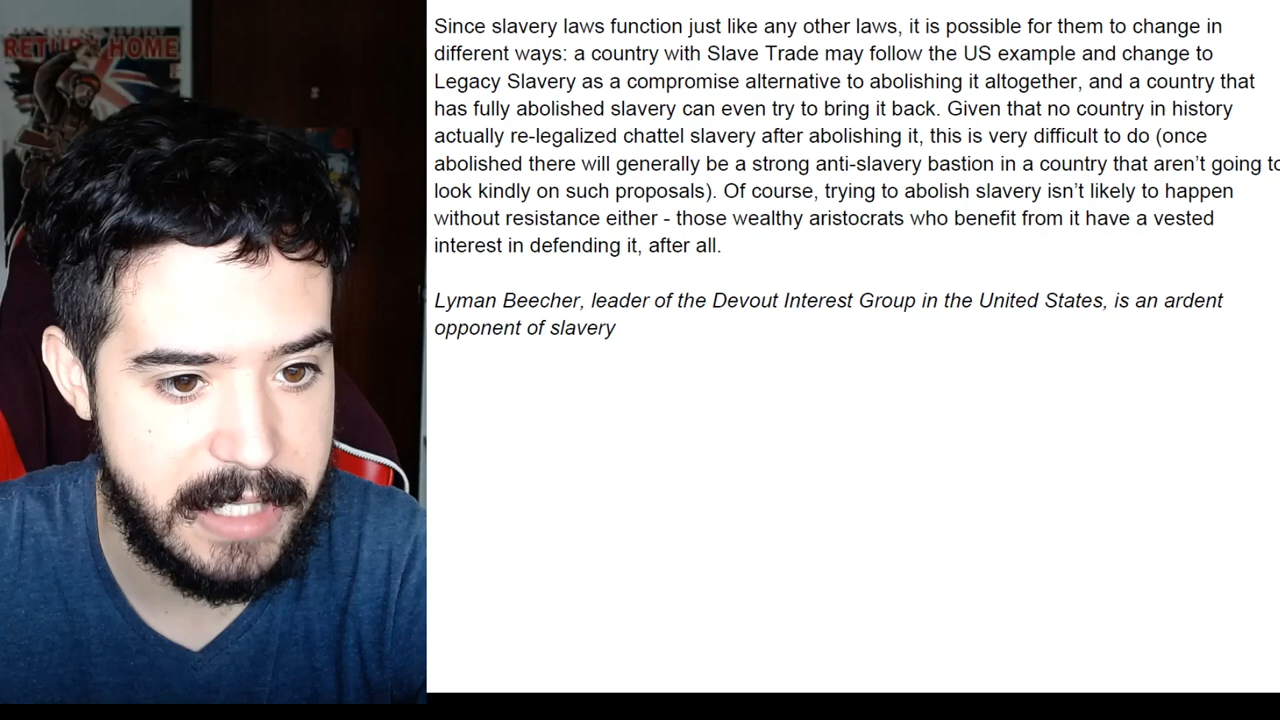 RETURN HOME
Since slavery laws function just like any other laws, it is possible for them to change in
different ways: a country with Slave Trade may follow the US example and change to
Legacy Slavery as a compromise alternative to abolishing it altogether, and a country that
has fully abolished slavery can even try to bring it back. Given that no country in history
actually re-legalized chattel slavery after abolishing it, this is very difficult to do (once
abolished there will generally be a strong anti-slavery bastion in a country that aren’t going to
look kindly on such proposals). Of course, trying to abolish slavery isn’t likely to happen
without resistance either - those wealthy aristocrats who benefit from it have a vested
interest in defending it, after all.
Lyman Beecher, leader of the Devout Interest Group in the United States, is an ardent
opponent of slavery